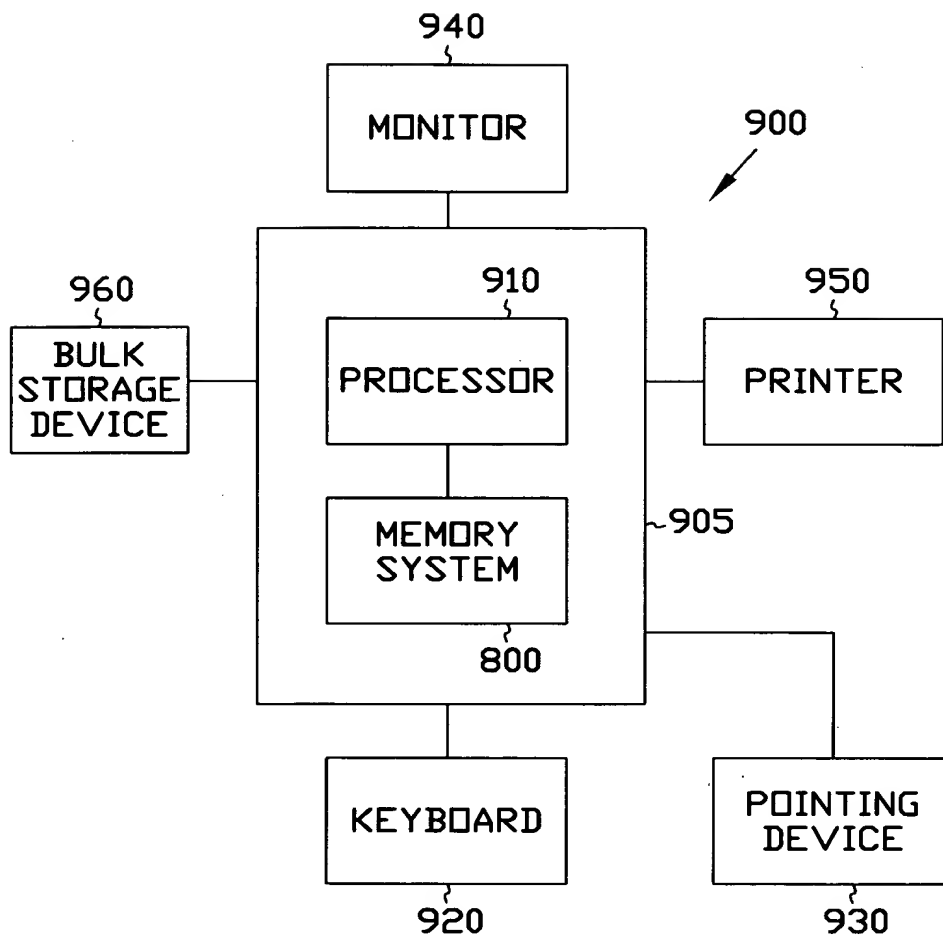 940
MONITOR
900
960
BULK
STORAGE
DEVICE
910
PROCESSOR
950
PRINTER
MEMORY
SYSTEM
800
905
KEYBOARD
920
POINTING
DEVICE
930